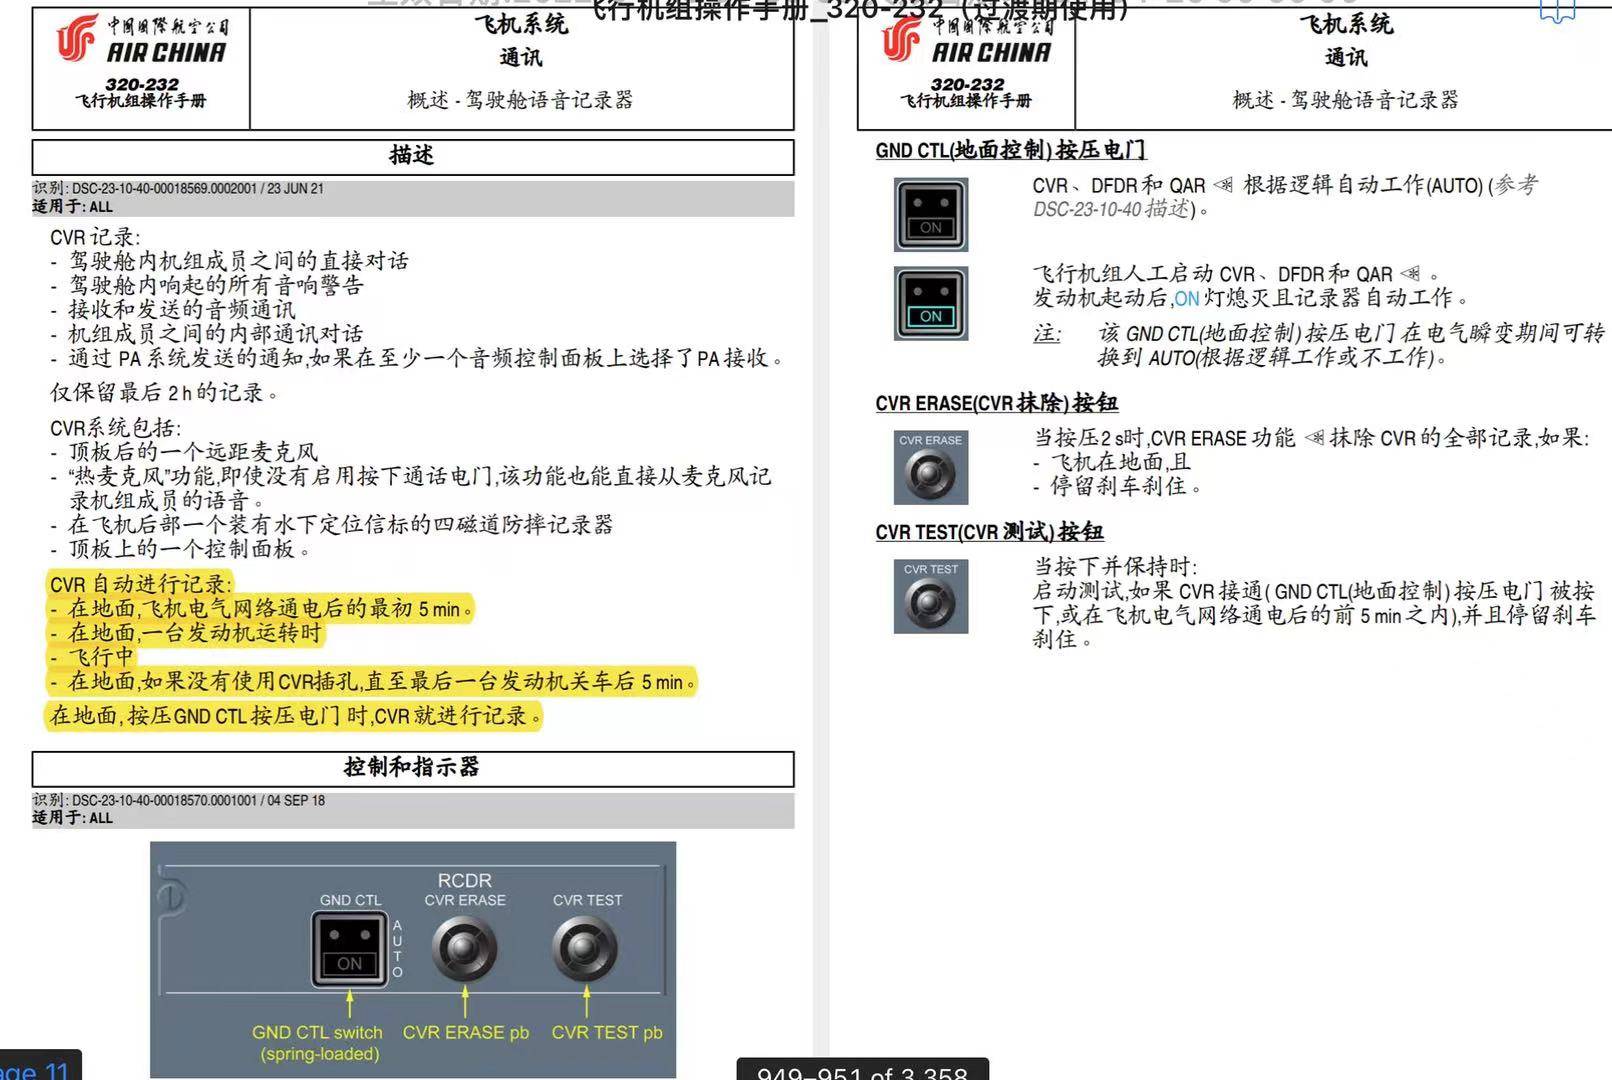 飞行机组操作手册_320-232（过渡期使用）
中国国际航空公司
AIR CHINA
320-232
飞行机组操作手册
飞机系统
通讯
概述 - 驾驶舱语音记录器
描述
识别: DSC-23-10-40-00018569.0002001 / 23 JUN 21
适用于: ALL
CVR 记录:
- 驾驶舱内机组成员之间的直接对话
- 驾驶舱内响起的所有音响警告
- 接收和发送的音频通讯
- 机组成员之间的内部通讯对话
- 通过 PA 系统发送的通知,如果在至少一个音频控制面板上选择了PA 接收。
仅保留最后 2 h 的记录。
CVR系统包括:
- 顶板后的一个远距麦克风
- “热麦克风”功能,即使没有启用按下通话电门,该功能也能直接从麦克风记
录机组成员的语音。
- 在飞机后部一个装有水下定位信标的四磁道防摔记录器
- 顶板上的一个控制面板。
CVR 自动进行记录:
- 在地面,飞机电气网络通电后的最初 5 min。
- 在地面,一台发动机运转时
- 飞行中
- 在地面,如果没有使用CVR插孔,直至最后一台发动机关车后 5 min。
在地面,按压GND CTL 按压电门 时,CVR 就进行记录。
控制和指示器
识别: DSC-23-10-40-00018570.0001001 / 04 SEP 18
适用于: ALL
RCDR
GND CTL
CVR ERASE
CVR TEST
ON
AUTO
GND CTL switch
(spring-loaded)
CVR ERASE pb
CVR TEST pb
中国国际航空公司
AIR CHINA
320-232
飞行机组操作手册
飞机系统
通讯
概述 - 驾驶舱语音记录器
GND CTL(地面控制) 按压电门
ON
CVR、DFDR 和 QAR 根据逻辑自动工作(AUTO) (参考
DSC-23-10-40 描述)。
ON
飞行机组人工启动 CVR、DFDR和 QAR 。
发动机起动后,ON 灯熄灭且记录器自动工作。
注: 该 GND CTL(地面控制) 按压电门 在电气瞬变期间可转
换到 AUTO(根据逻辑工作或不工作)。
CVR ERASE(CVR 抹除) 按钮
CVR ERASE
当按压2 s时,CVR ERASE 功能 抹除 CVR 的全部记录,如果:
- 飞机在地面,且
- 停留刹车刹住。
CVR TEST(CVR 测试) 按钮
CVR TEST
当按下并保持时:
启动测试,如果 CVR 接通( GND CTL(地面控制) 按压电门 被按
下,或在飞机电气网络通电后的前 5 min 之内),并且停留刹车
刹住。
age 11
949–951 of 3,358